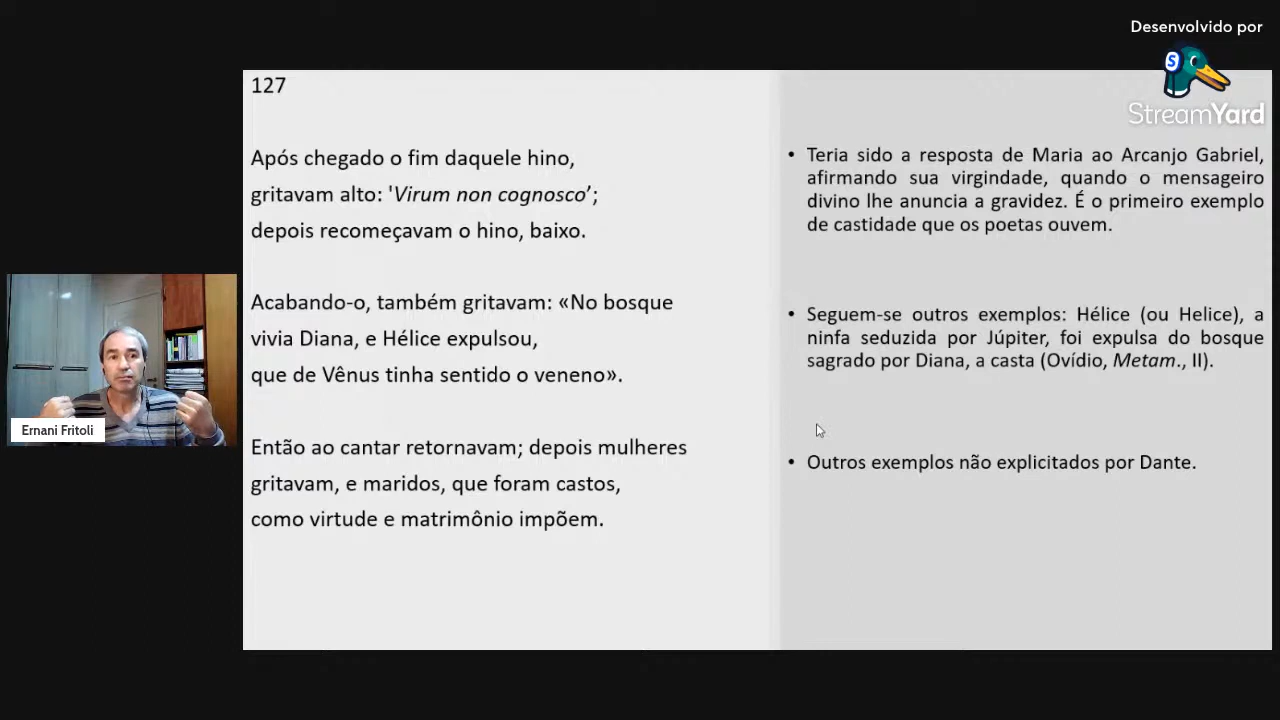 Desenvolvido por
StreamYard
127
Após chegado o fim daquele hino,
gritavam alto: 'Virum non cognosco’;
depois recomeçavam o hino, baixo.
Acabando-o, também gritavam: «No bosque
vivia Diana, e Hélice expulsou,
que de Vênus tinha sentido o veneno».
Então ao cantar retornavam; depois mulheres
gritavam, e maridos, que foram castos,
como virtude e matrimônio impõem.
• Teria sido a resposta de Maria ao Arcanjo Gabriel,
afirmando sua virgindade, quando o mensageiro
divino lhe anuncia a gravidez. É o primeiro exemplo
de castidade que os poetas ouvem.
• Seguem-se outros exemplos: Hélice (ou Helice), a
ninfa seduzida por Júpiter, foi expulsa do bosque
sagrado por Diana, a casta (Ovídio, Metam., II).
• Outros exemplos não explicitados por Dante.
Ernani Fritoli